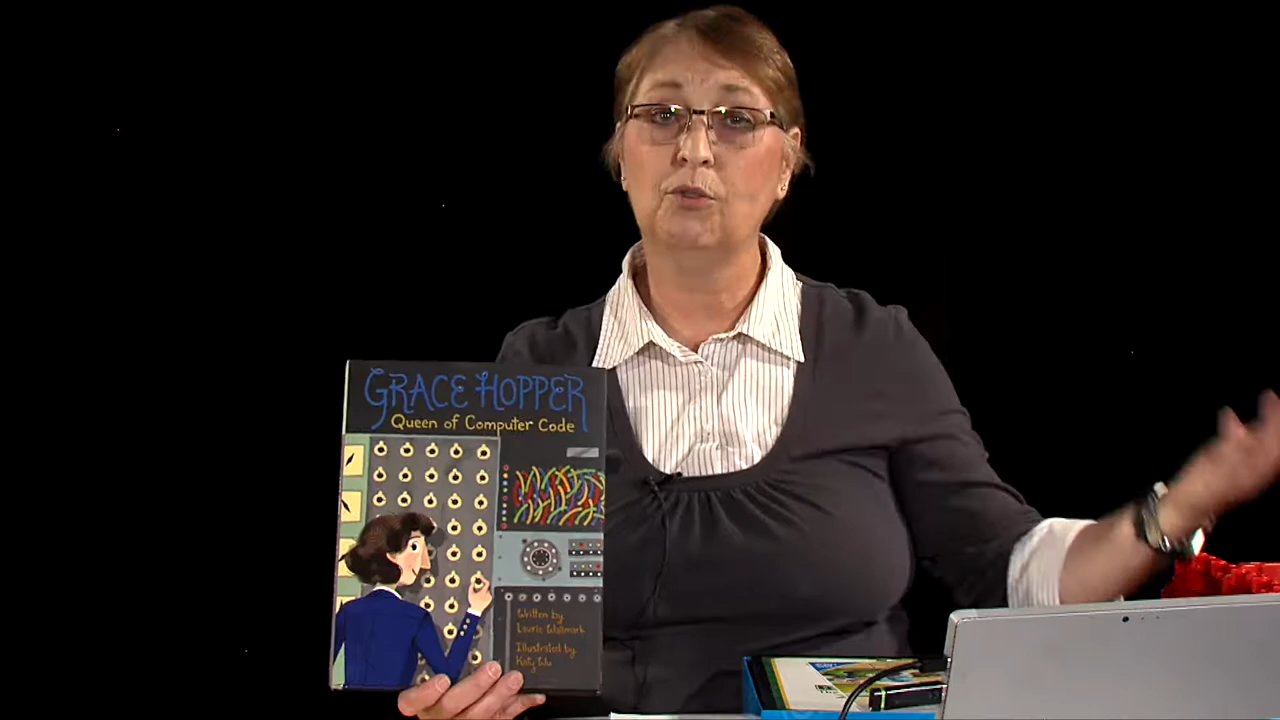 GRACE HOPPER
Queen of Computer Code
Written by
Laurie Wallmark
Illustrated by
Katy Wu